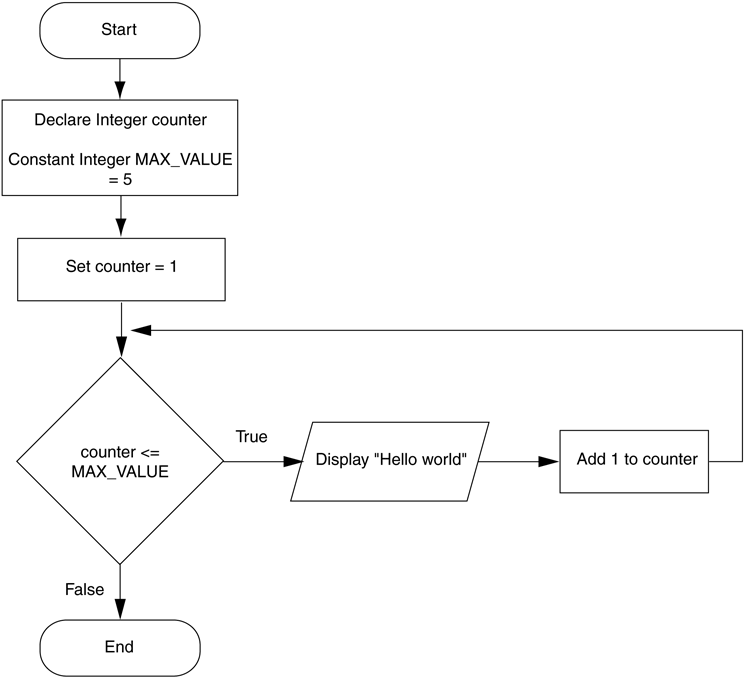 Start
Declare Integer counter
Constant Integer MAX_VALUE
= 5
Set counter = 1
counter <=
MAX_VALUE
True
Display "Hello world"
Add 1 to counter
False
End